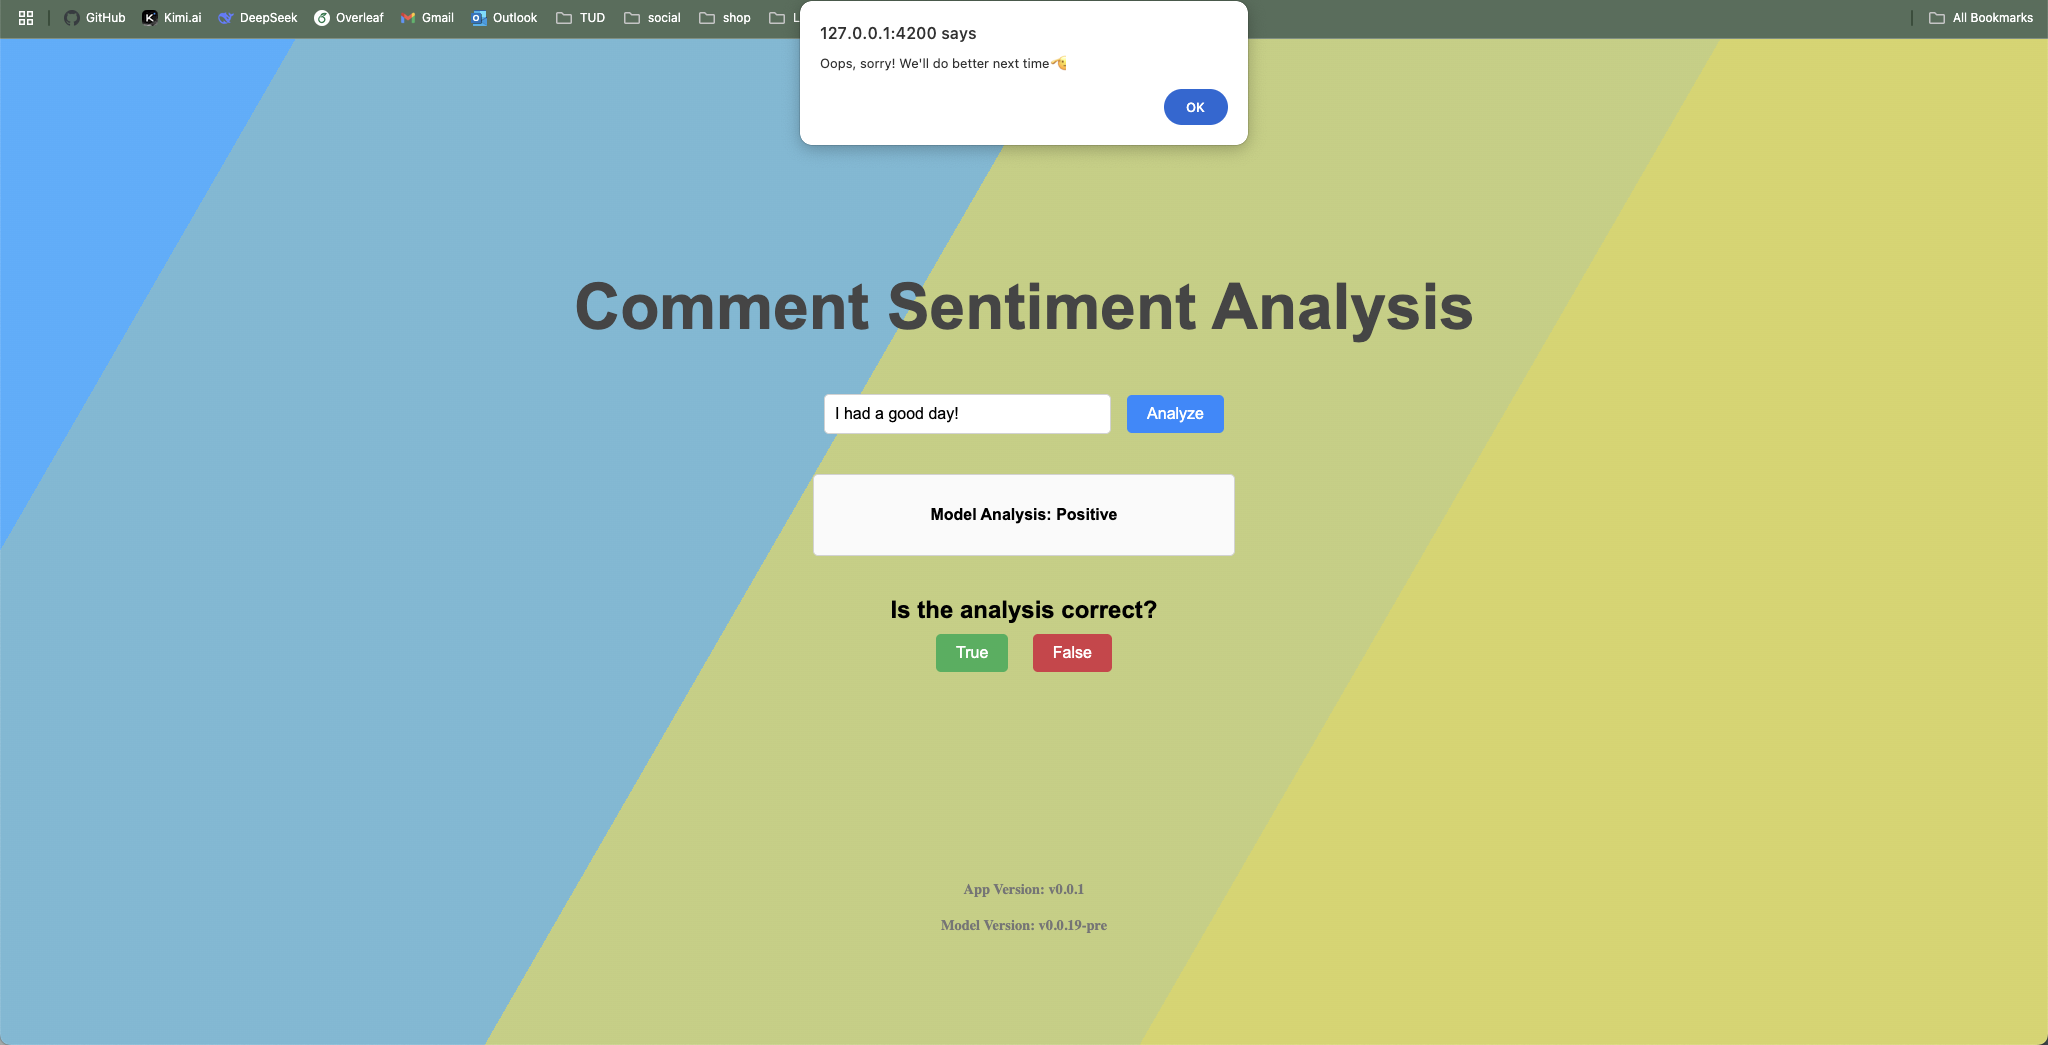 GitHub Kimi.ai DeepSeek Overleaf Gmail Outlook TUD social shop L All Bookmarks
127.0.0.1:4200 says
Oops, sorry! We'll do better next time🫡
OK
Comment Sentiment Analysis
I had a good day! Analyze
Model Analysis: Positive
Is the analysis correct?
True False
App Version: v0.0.1
Model Version: v0.0.19-pre